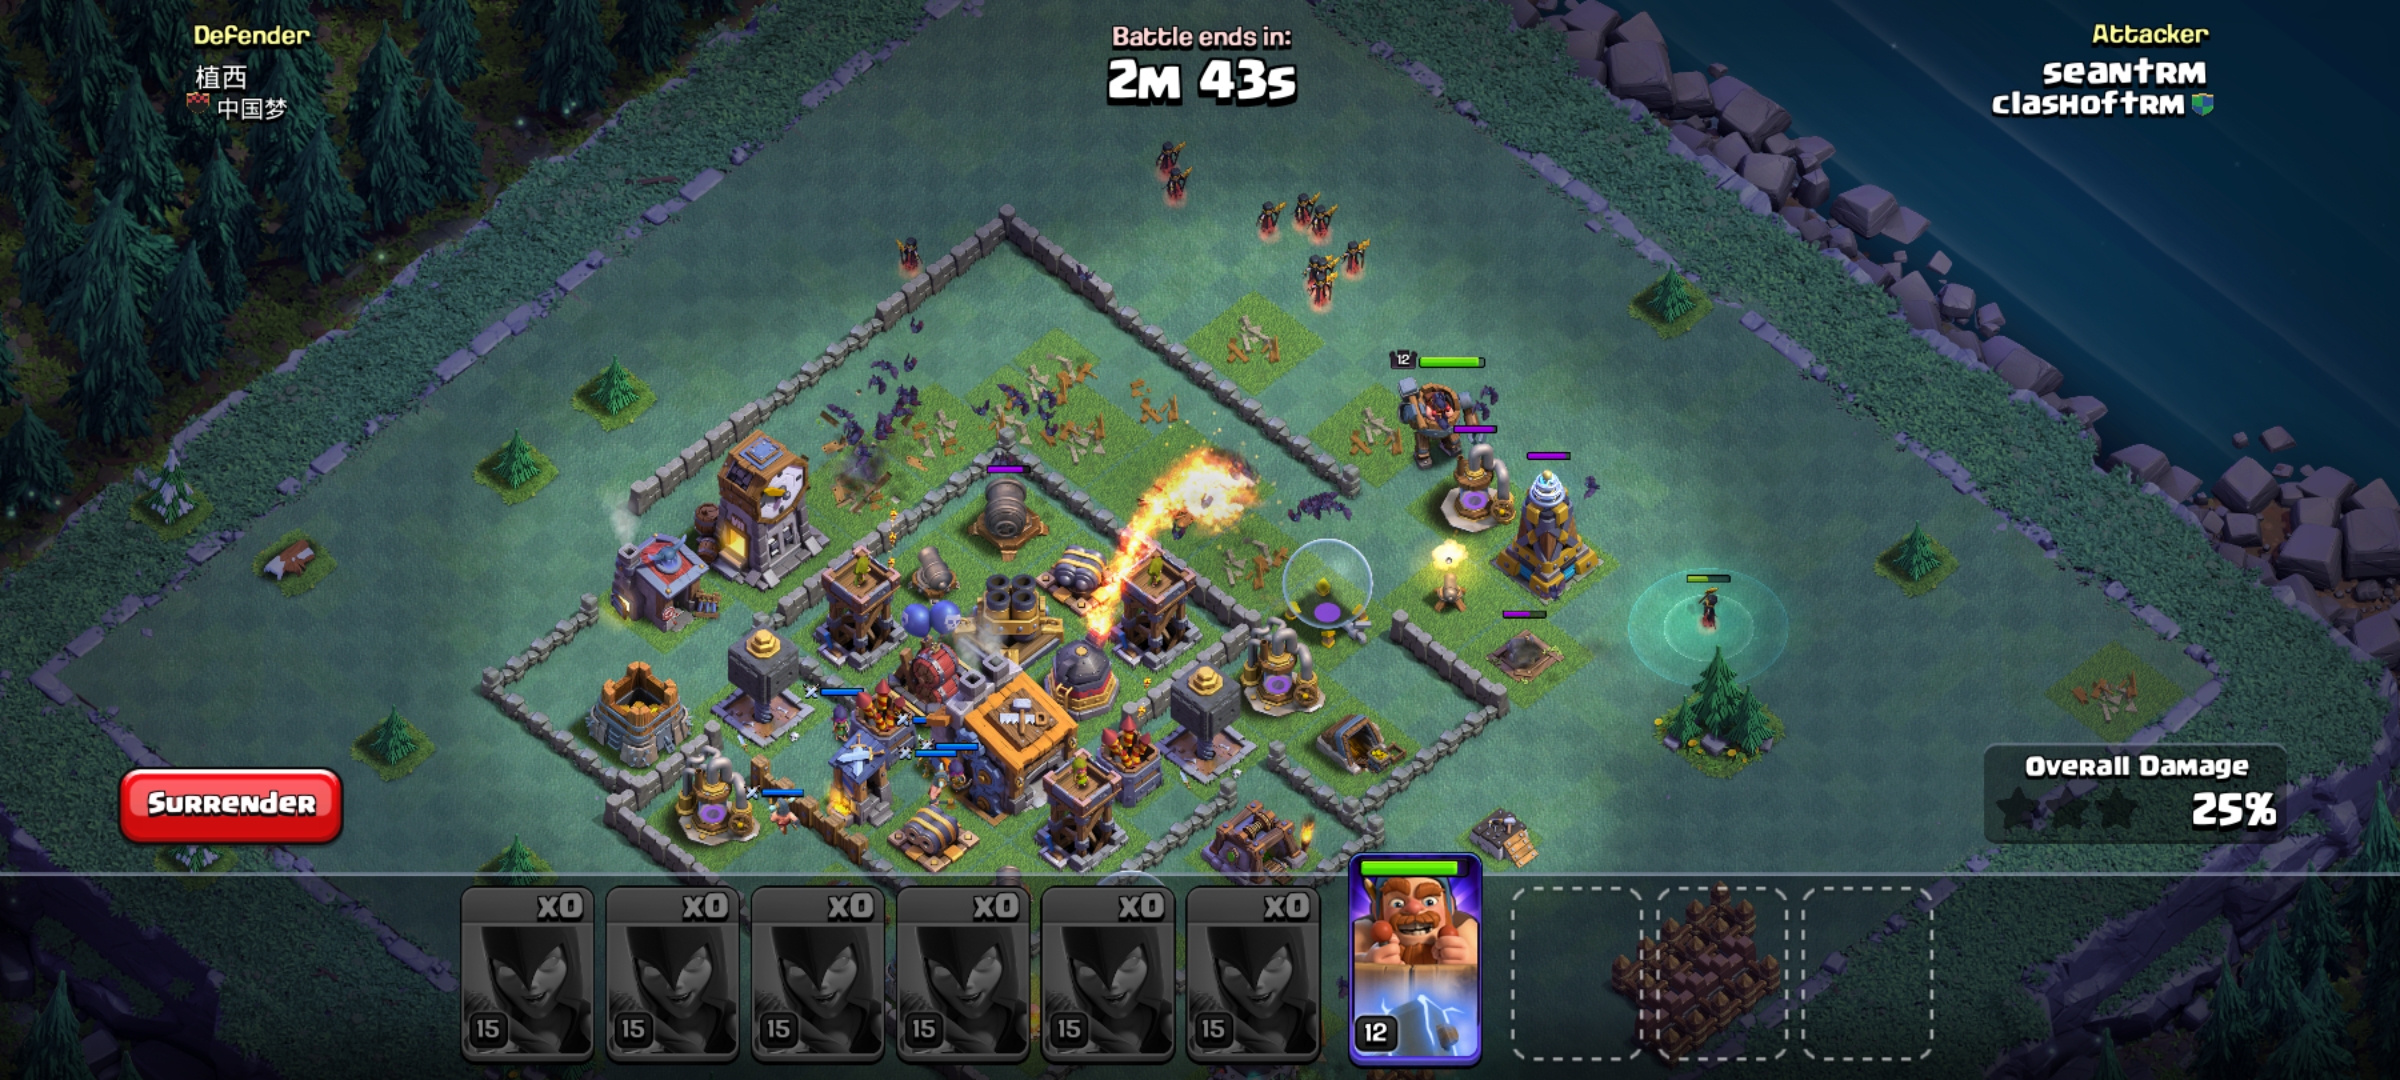 Defender
植西
中国梦
Battle ends in:
2M 43s
Attacker
seantRM
clashoftRM
12
Surrender
Overall Damage
25%
x0
x0
x0
x0
x0
x0
15
15
15
15
15
15
12